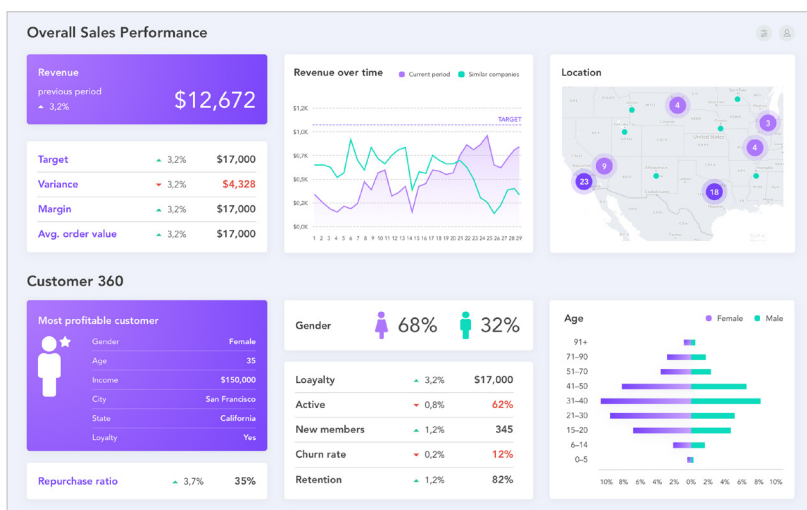 Overall Sales Performance
Revenue
previous period
3,2%
$12,672
Target 3,2% $17,000
Variance 3,2% $4,328
Margin 3,2% $17,000
Avg. order value 3,2% $17,000
Revenue over time Current period Similar companies
$1,2K
TARGET
$1,0K
$0,7K
$0,5K
$0,2K
$0,0K
1 2 3 4 5 6 7 8 9 10 11 12 13 14 15 16 17 18 19 20 21 22 23 24 25 26 27 28 29
Location
4
3
4
9
23
18
United States
Customer 360
Most profitable customer
Gender Female
Age 35
Income $150,000
City San Francisco
State California
Loyalty Yes
Repurchase ratio 3,7% 35%
Gender 68% 32%
Loayalty 3,2% $17,000
Active 0,8% 62%
New members 1,2% 345
Churn rate 0,2% 12%
Retention 1,2% 82%
Age Female Male
91+
71–90
51–70
41–50
31–40
21–30
15–20
6–14
0–5
10% 8% 6% 4% 2% 0% 2% 4% 6% 8% 10%